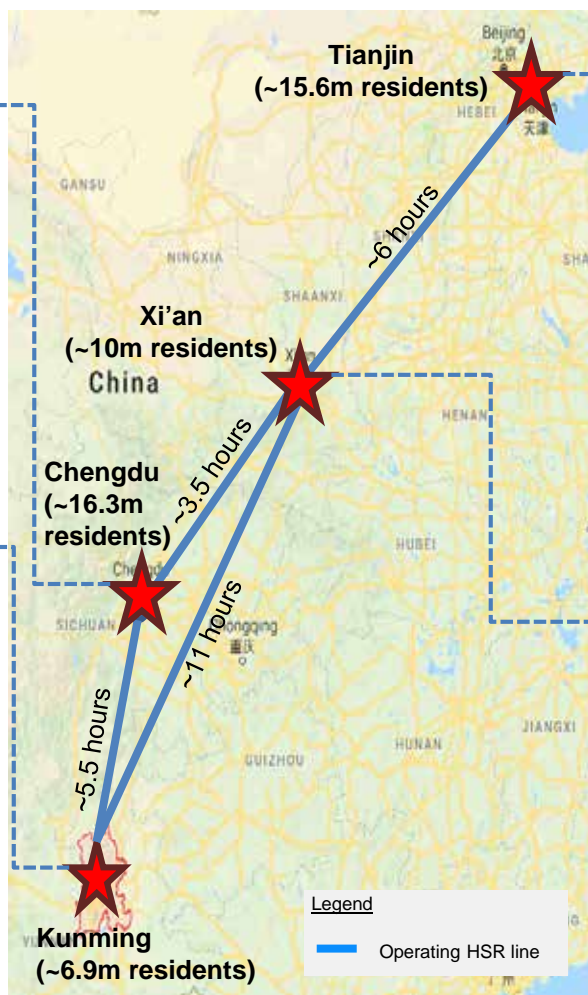 Beijing
北京
Tianjin
(~15.6m residents)
HEBEI
天津
GANSU
~6 hours
NINGXIA
SHAANXI
Xi'an
(~10m residents)
China
HENAN
~3.5 hours
Chengdu
(~16.3m
residents)
HUBEI
~11 hours
SICHUAN
重庆
~5.5 hours
JIANGXI
HUNAN
GUIZHOU
Legend
Operating HSR line
Kunming
(~6.9m residents)